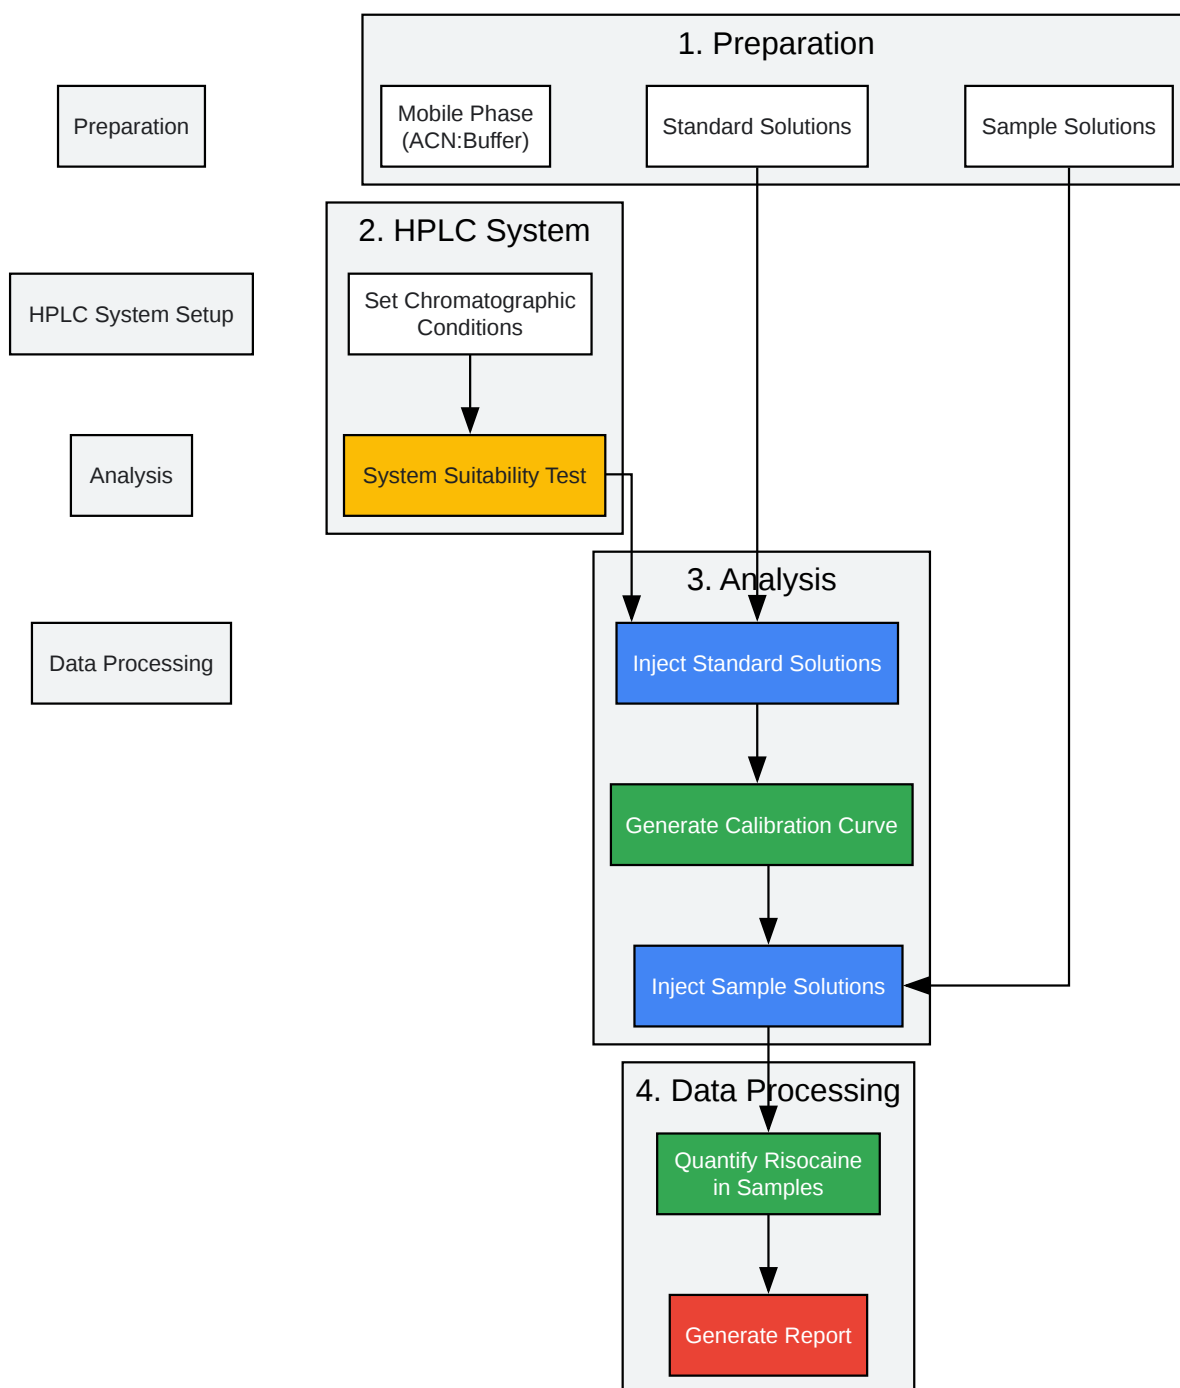 1. Preparation
Preparation
Mobile Phase
(ACN:Buffer)
Standard Solutions
Sample Solutions
2. HPLC System
HPLC System Setup
Set Chromatographic
Conditions
Analysis
System Suitability Test
3. Analysis
Data Processing
Inject Standard Solutions
Generate Calibration Curve
Inject Sample Solutions
4. Data Processing
Quantify Risocaine
in Samples
Generate Report